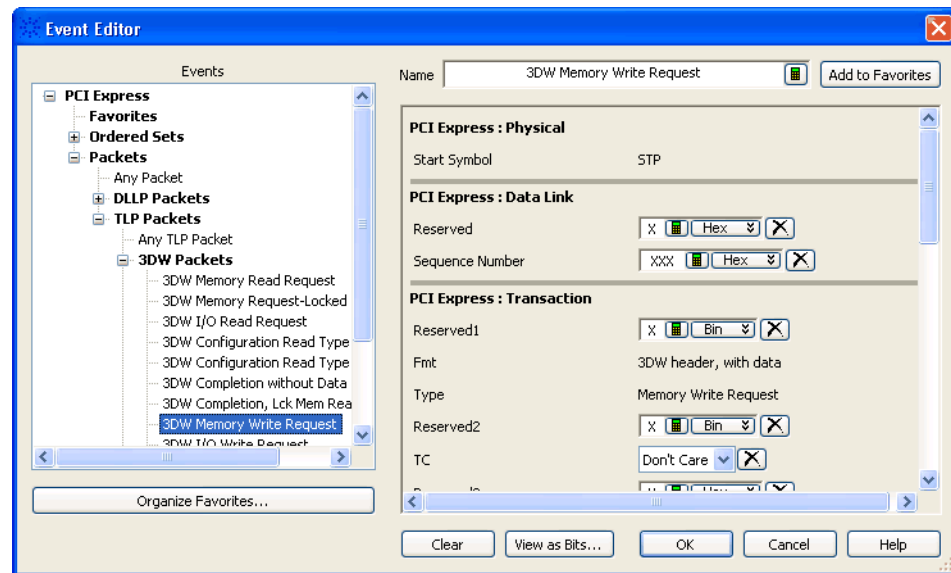 Event Editor
Events
PCI Express
Favorites
Ordered Sets
Packets
Any Packet
DLLP Packets
TLP Packets
Any TLP Packet
3DW Packets
3DW Memory Read Request
3DW Memory Request-Locked
3DW I/O Read Request
3DW Configuration Read Type
3DW Configuration Read Type
3DW Completion without Data
3DW Completion, Lck Mem Rea
3DW Memory Write Request
3DW I/O Write Request
Organize Favorites...
Name 3DW Memory Write Request Add to Favorites
PCI Express : Physical
Start Symbol STP
PCI Express : Data Link
Reserved X Hex
Sequence Number XXX Hex
PCI Express : Transaction
Reserved1 X Bin
Fmt 3DW header, with data
Type Memory Write Request
Reserved2 X Bin
TC Don't Care
Clear View as Bits... OK Cancel Help